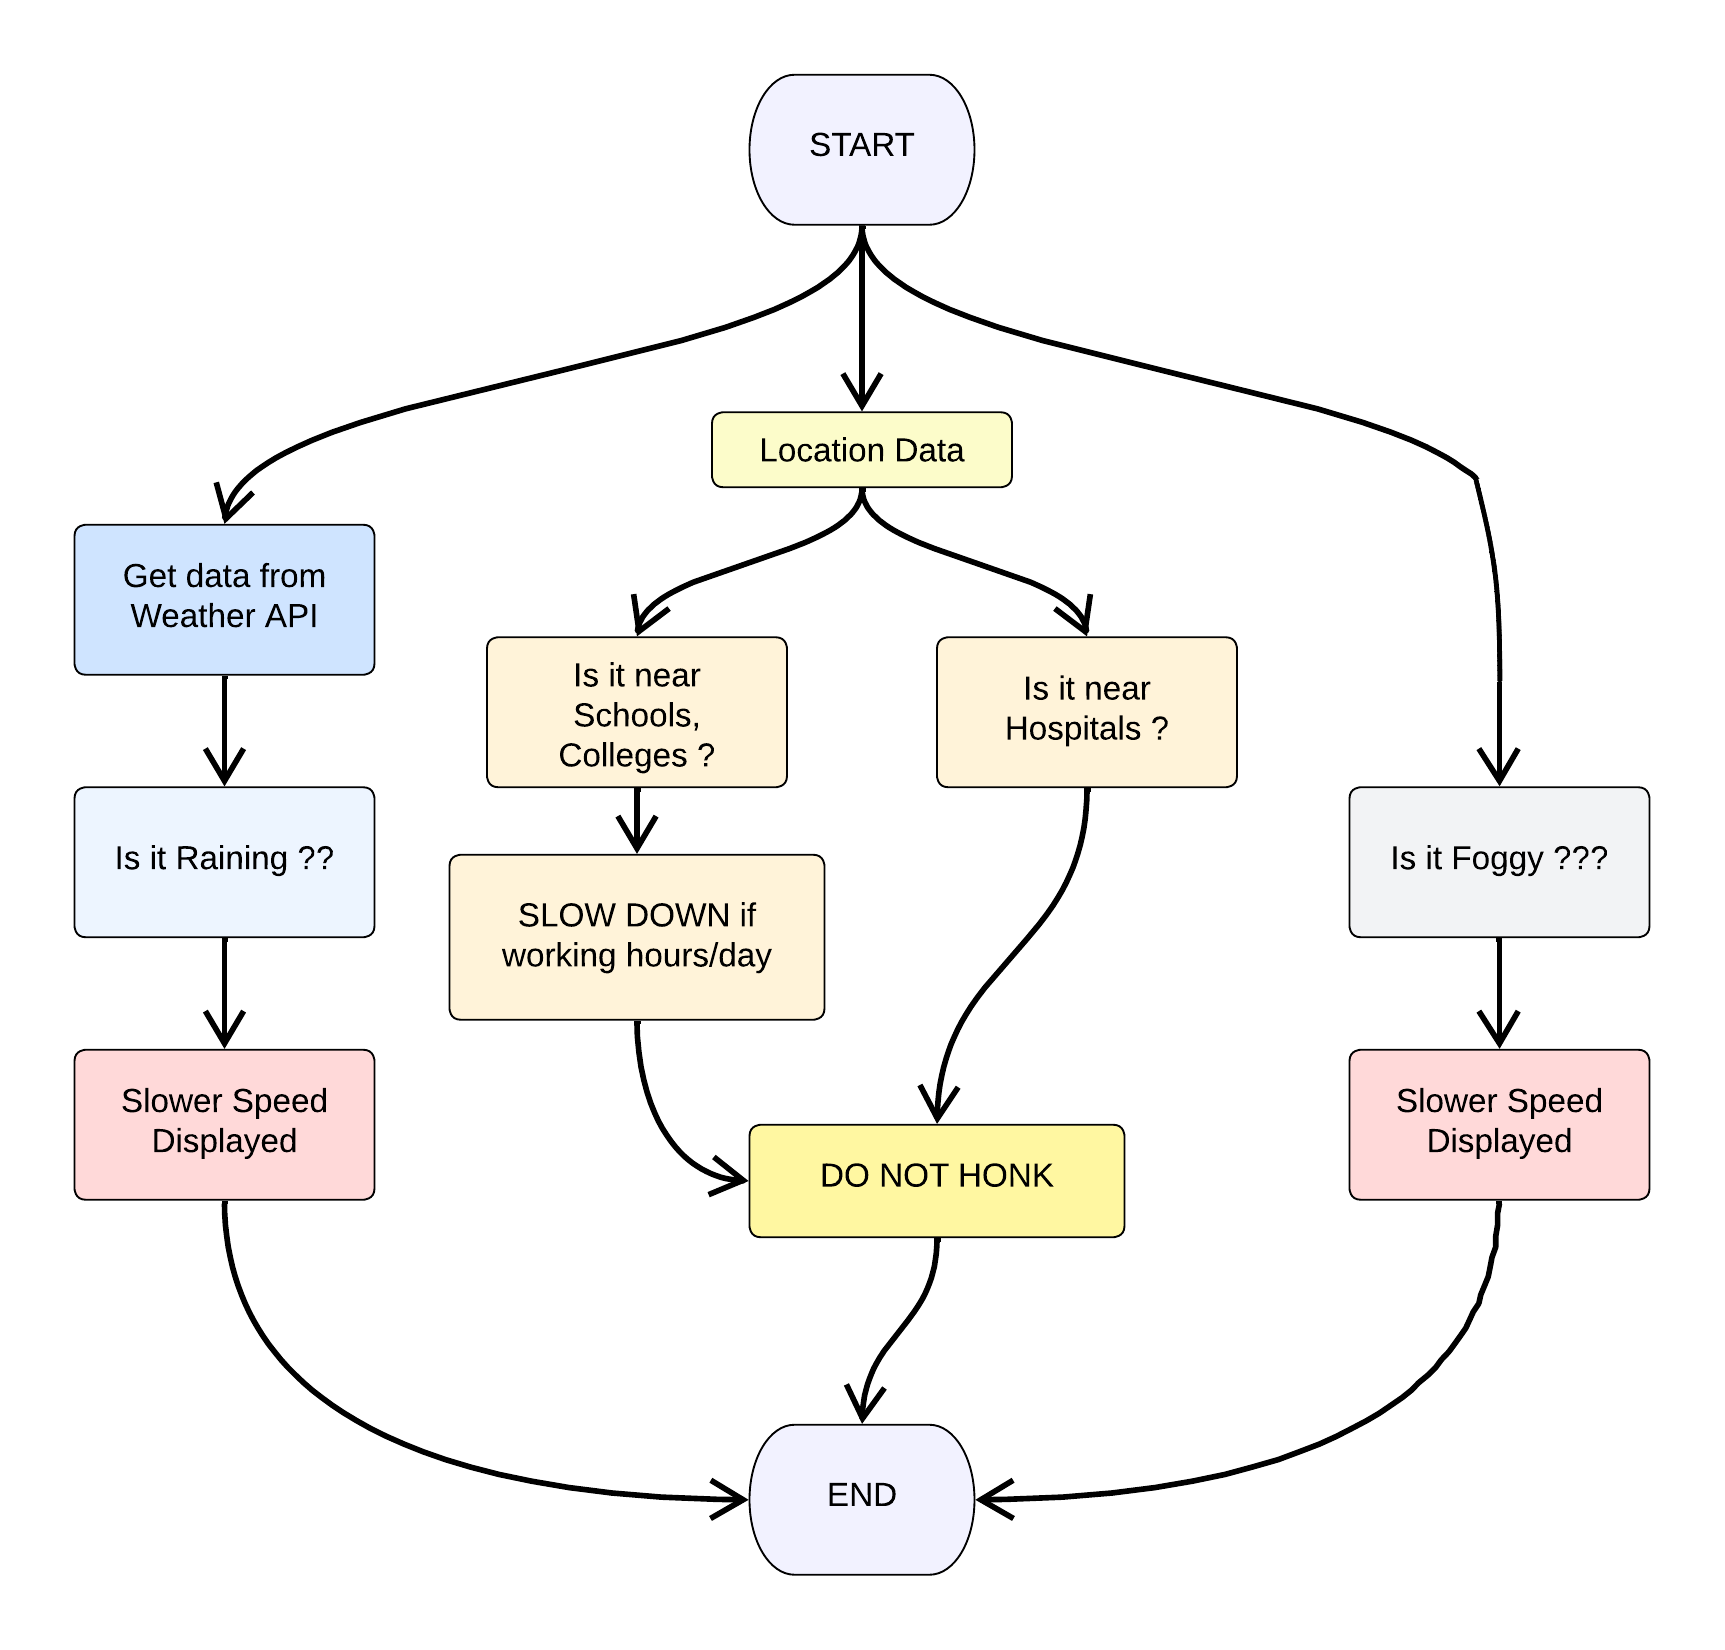 START
Location Data
Get data from
Weather API
Is it near
Schools,
Colleges ?
Is it near
Hospitals ?
Is it Raining ??
SLOW DOWN if
working hours/day
Is it Foggy ???
Slower Speed
Displayed
DO NOT HONK
Slower Speed
Displayed
END